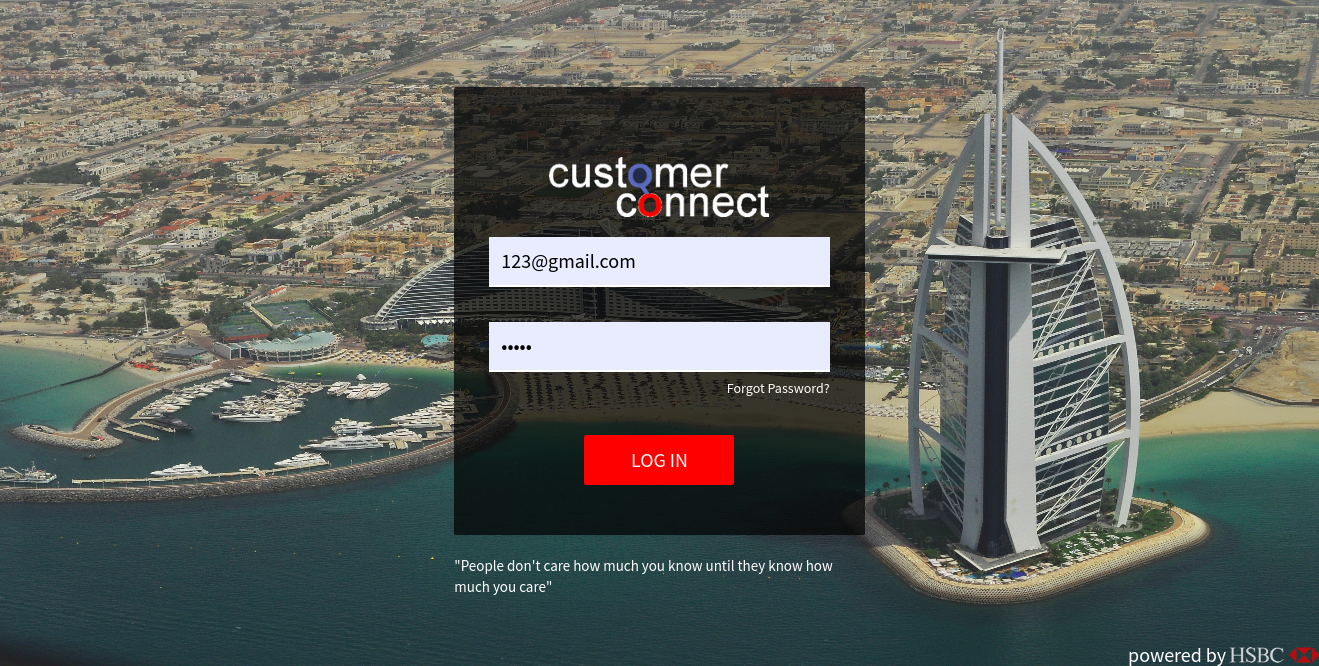 customer
connect
123@gmail.com
•••••
Forgot Password?
LOG IN
"People don't care how much you know until they know how
much you care"
powered by HSBC